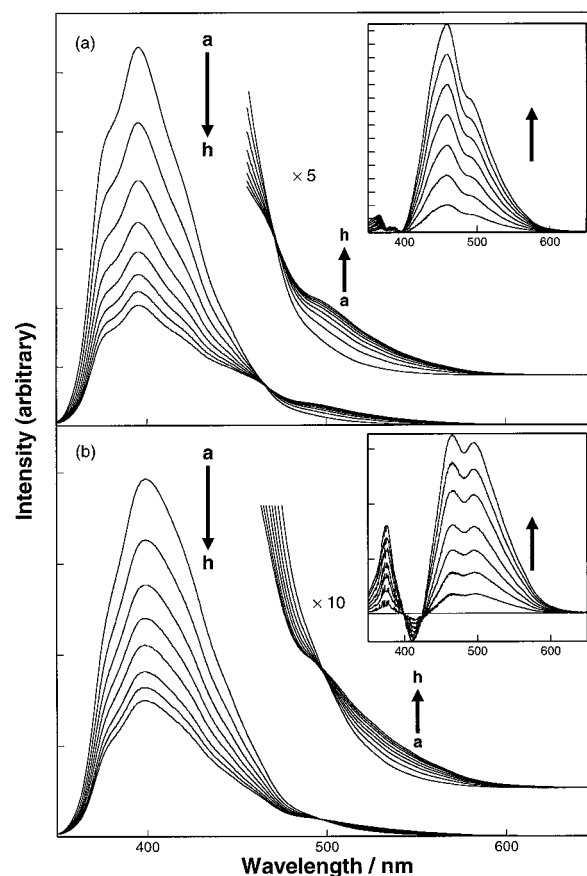 (a)
a
h
× 5
h
a
400
500
600
(b)
a
h
× 10
h
a
400
500
600
400
500
600
Intensity (arbitrary)
Wavelength / nm